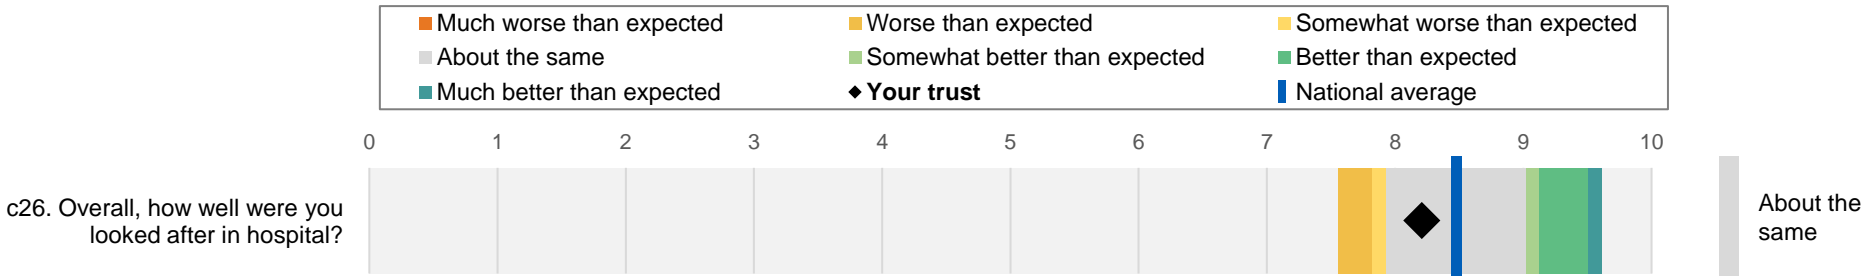 Much worse than expected
Worse than expected
Somewhat worse than expected
About the same
Somewhat better than expected
Better than expected
Much better than expected
Your trust
National average
0 1 2 3 4 5 6 7 8 9 10
c26. Overall, how well were you
looked after in hospital?
About the
same